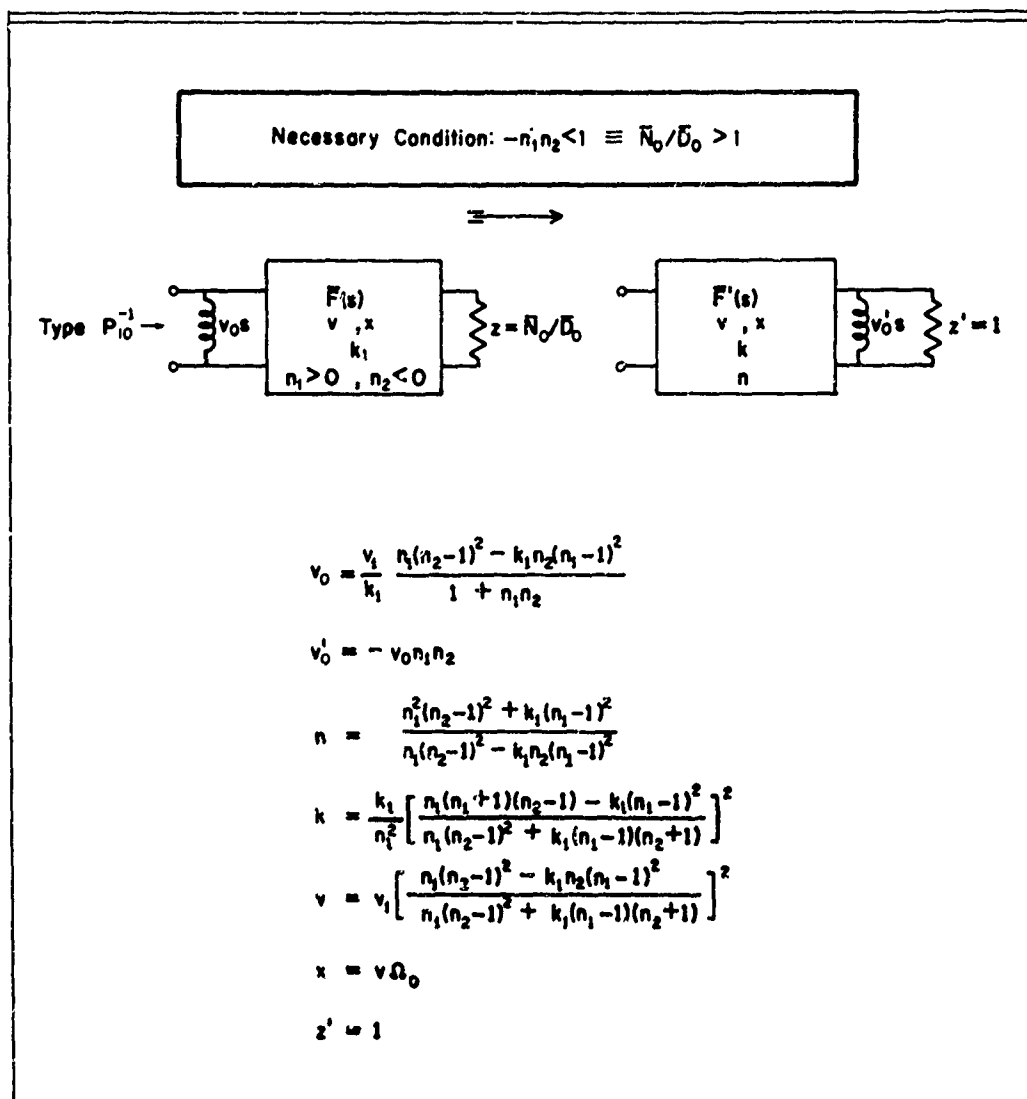 Necessary Condition: -n₁n₂<1 ≡ N̄₀/D̄₀ >1
Type P₁₀⁻¹ →
v₀s
F̄(s)
v , x
k₁
n₁>0 , n₂<0
z = N̄₀/D̄₀
F̄'(s)
v , x
k
n
v₀'s
z' = 1
v₀ = v₁/k₁ (n₁(n₂-1)² - k₁n₂(n₁-1)²)/(1 + n₁n₂)
v₀' = - v₀n₁n₂
n = (n₁²(n₂-1)² + k₁(n₁-1)²)/(n₁(n₂-1)² - k₁n₂(n₁-1)²)
k = k₁/n₁² [(n₁(n₁+1)(n₂-1) - k₁(n₁-1)²)/(n₁(n₂-1)² + k₁(n₁-1)(n₂+1))]²
v = v₁[(n₁(n₂-1)² - k₁n₂(n₁-1)²)/(n₁(n₂-1)² + k₁(n₁-1)(n₂+1))]²
x = vΩ₀
z' = 1